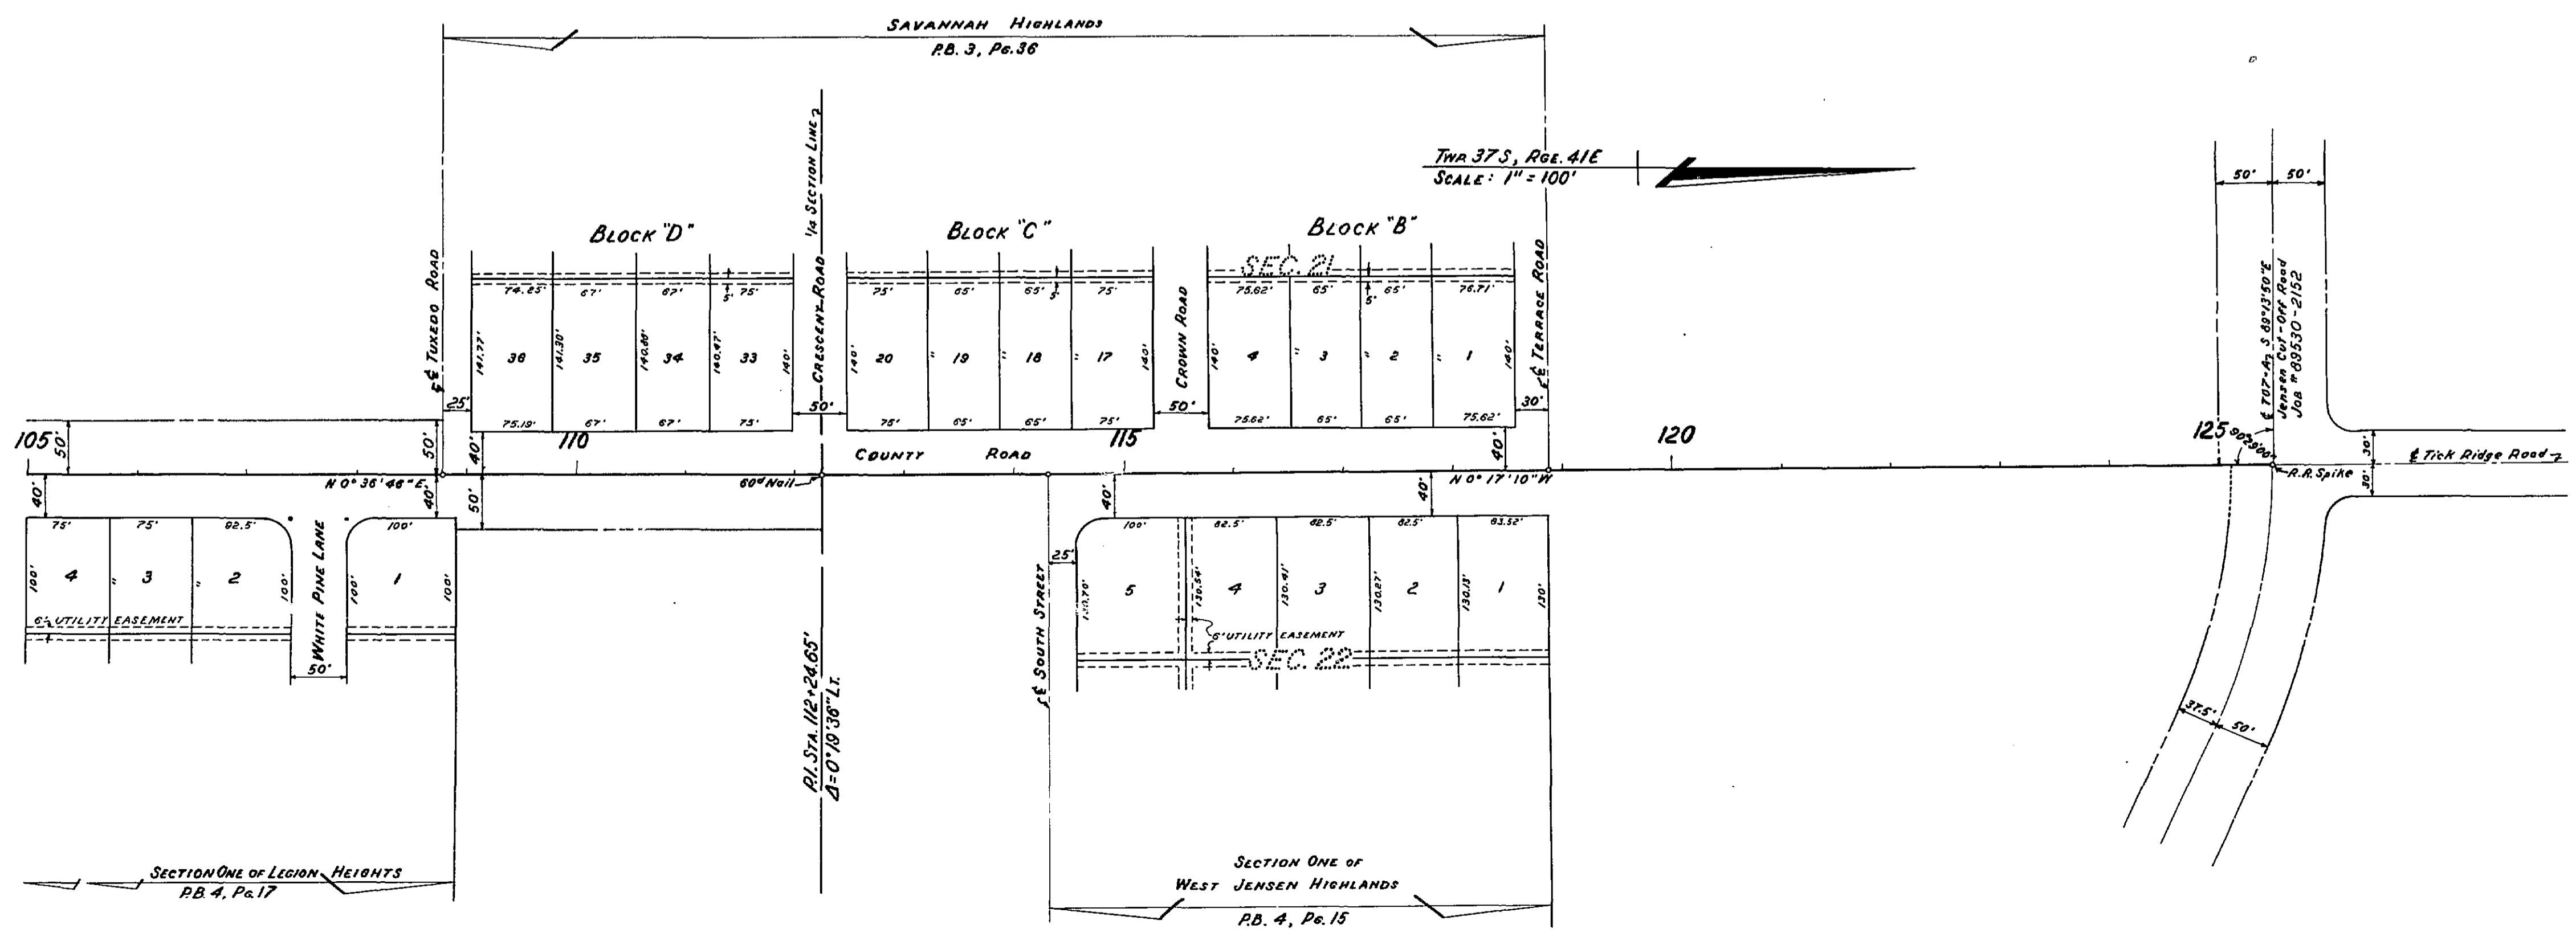 SAVANNAH HIGHLANDS
P.B. 3, PG. 36
TWP. 37 S, RGE. 41 E
SCALE: 1" = 100'
50' 50'
¼ SECTION LINE
BLOCK "D" BLOCK "C" BLOCK "B"
SEC. 21
℄ TUXEDO ROAD
CRESCENT ROAD
CROWN ROAD
℄ TERRACE ROAD
℄ T07-A2 S 89°13'50"E
Jensen Cut-Off Road
JOB # 89530-2152
74.25' 67' 67' 75' 5'
75' 65' 65' 75' 5'
75.62' 65' 65' 76.71' 5'
141.77' 36 141.30' 35 140.88' 34 140.47' 33 140'
140' 20 " 19 " 18 " 17 140'
140' 4 " 3 " 2 " 1 140'
25' 50' 50' 30'
75.19' 67' 67' 75'
75' 65' 65' 75'
75.62' 65' 65' 75.62'
105 50' 50' 40' 110 115 40' 120 125 90°29'00" 30'
COUNTY ROAD
℄ Tick Ridge Road
R.R. Spike
30'
N 0° 36' 46" E
60d Nail
N 0° 17' 10" W
40' 40' 50' 40' 40'
75' 75' 82.5' 100'
100' 82.5' 82.5' 82.5' 83.52'
100' 4 " 3 " 2 100' 100' 1 100'
WHITE PINE LANE
6' UTILITY EASEMENT
50'
25'
℄ SOUTH STREET
130.70' 5 130.54' 4 130.41' 3 130.27' 2 130.13' 1 130'
6' UTILITY EASEMENT
SEC. 22
P.I. STA. 112+24.65'
Δ=0°19'36" LT.
37.5' 50'
SECTION ONE OF LEGION HEIGHTS
P.B. 4, PG. 17
SECTION ONE OF
WEST JENSEN HIGHLANDS
P.B. 4, PG. 15